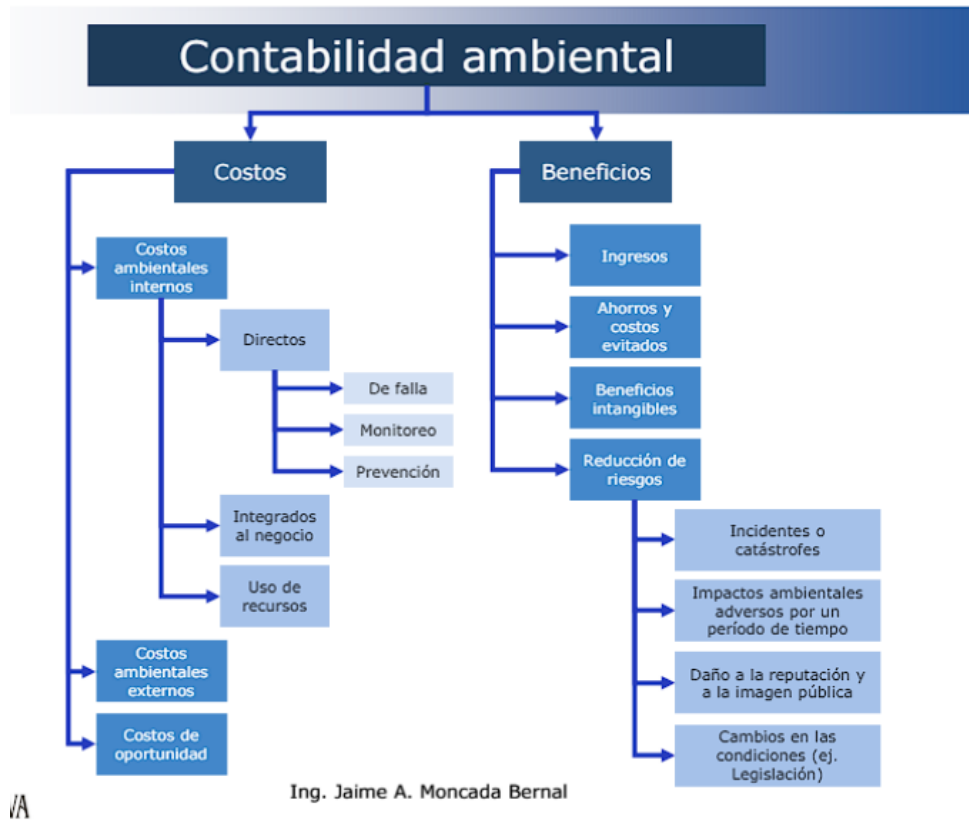 Contabilidad ambiental
Costos
Costos
ambientales
internos
Directos
De falla
Monitoreo
Prevención
Integrados
al negocio
Uso de
recursos
Costos
ambientales
externos
Costos de
oportunidad
Beneficios
Ingresos
Ahorros y
costos
evitados
Beneficios
intangibles
Reducción de
riesgos
Incidentes o
catástrofes
Impactos ambientales
adversos por un
período de tiempo
Daño a la reputación y
a la imagen pública
Cambios en las
condiciones (ej.
Legislación)
Ing. Jaime A. Moncada Bernal